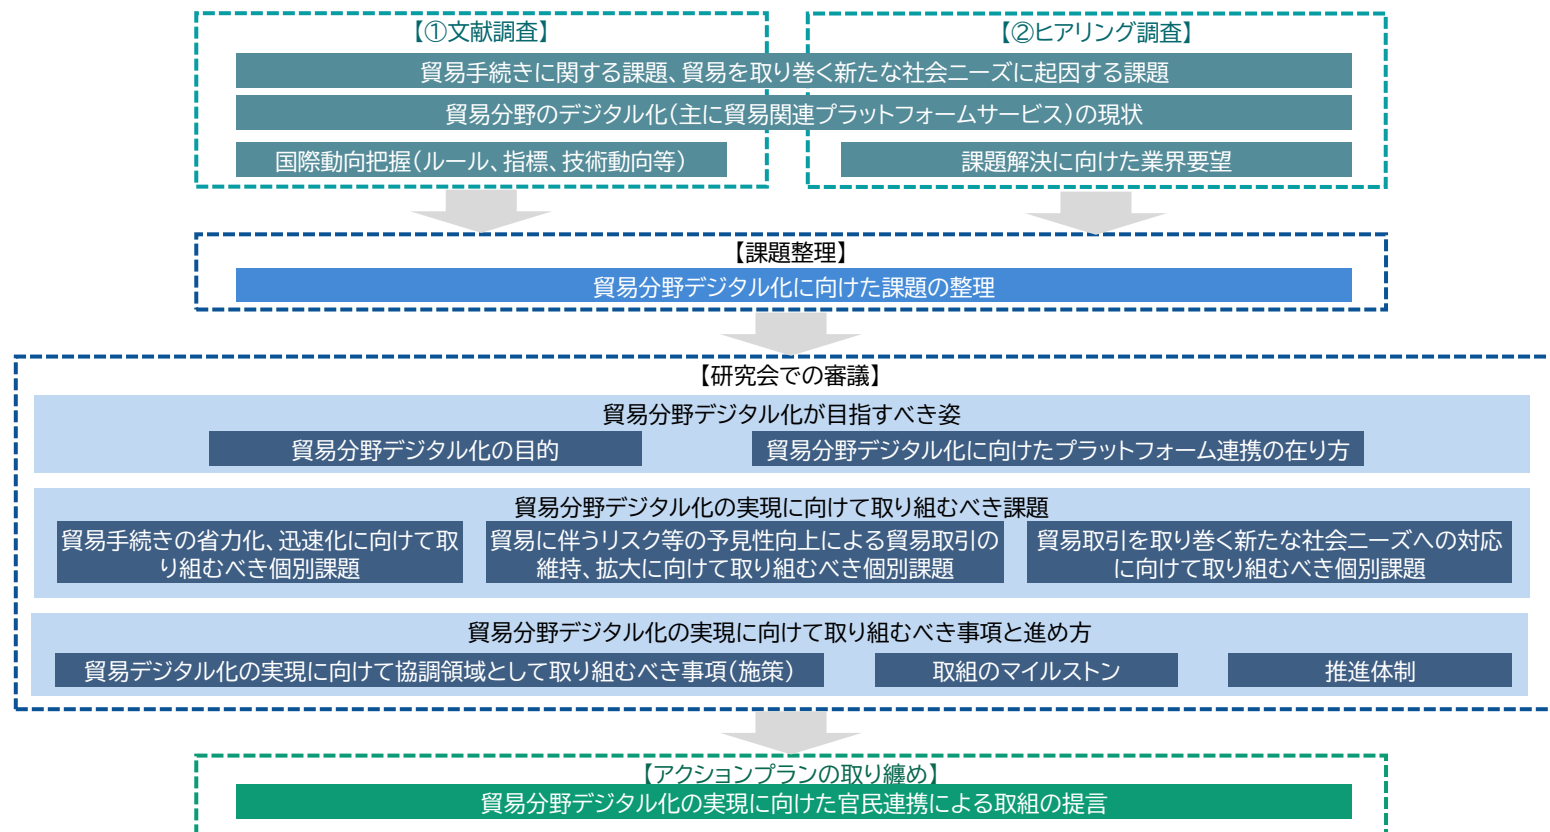 【①文献調査】
【②ヒアリング調査】
貿易手続きに関する課題、貿易を取り巻く新たな社会ニーズに起因する課題
貿易分野のデジタル化（主に貿易関連プラットフォームサービス）の現状
国際動向把握（ルール、指標、技術動向等）
課題解決に向けた業界要望
【課題整理】
貿易分野デジタル化に向けた課題の整理
【研究会での審議】
貿易分野デジタル化が目指すべき姿
貿易分野デジタル化の目的
貿易分野デジタル化に向けたプラットフォーム連携の在り方
貿易分野デジタル化の実現に向けて取り組むべき課題
貿易手続きの省力化、迅速化に向けて取
り組むべき個別課題
貿易に伴うリスク等の予見性向上による貿易取引の
維持、拡大に向けて取り組むべき個別課題
貿易取引を取り巻く新たな社会ニーズへの対応
に向けて取り組むべき個別課題
貿易分野デジタル化の実現に向けて取り組むべき事項と進め方
貿易デジタル化の実現に向けて協調領域として取り組むべき事項（施策）
取組のマイルストン
推進体制
【アクションプランの取り纏め】
貿易分野デジタル化の実現に向けた官民連携による取組の提言